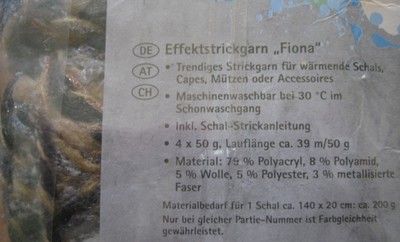 DE Effektstrickgarn „Fiona"
AT • Trendiges Strickgarn für wärmende Schals,
Capes, Mützen oder Accessoires
CH • Maschinenwaschbar bei 30 °C im
Schonwaschgang
• inkl. Schal-Strickanleitung
• 4 x 50 g, Lauflänge ca. 39 m/50 g
• Material: 79 % Polyacryl, 8 % Polyamid,
5 % Wolle, 5 % Polyester, 3 % metallisierte
Faser
Materialbedarf für 1 Schal ca. 140 x 20 cm: ca. 200 g
Nur bei gleicher Partie-Nummer ist Farbgleichheit
gewährleistet.